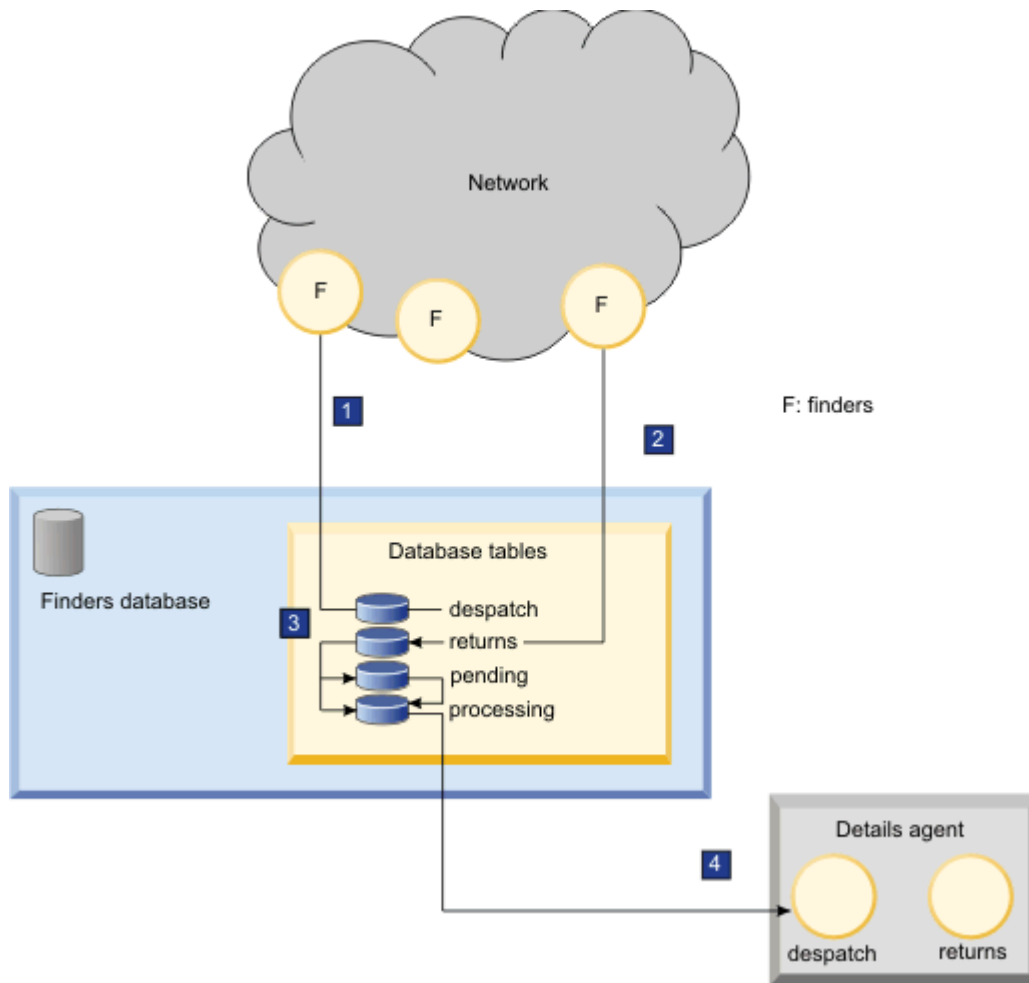 Network
F
F
F
1
F: finders
2
Database tables
Finders database
despatch
3
returns
pending
processing
Details agent
4
despatch
returns